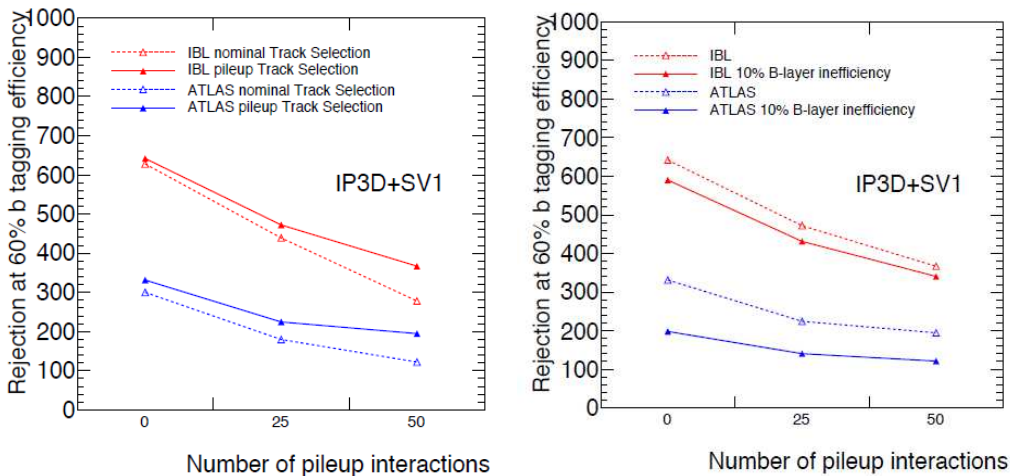 Rejection at 60% b tagging efficiency
1000
900
800
700
600
500
400
300
200
100
0
IBL nominal Track Selection
IBL pileup Track Selection
ATLAS nominal Track Selection
ATLAS pileup Track Selection
IP3D+SV1
0 25 50
Number of pileup interactions
Rejection at 60% b tagging efficiency
1000
900
800
700
600
500
400
300
200
100
0
IBL
IBL 10% B-layer inefficiency
ATLAS
ATLAS 10% B-layer inefficiency
IP3D+SV1
0 25 50
Number of pileup interactions